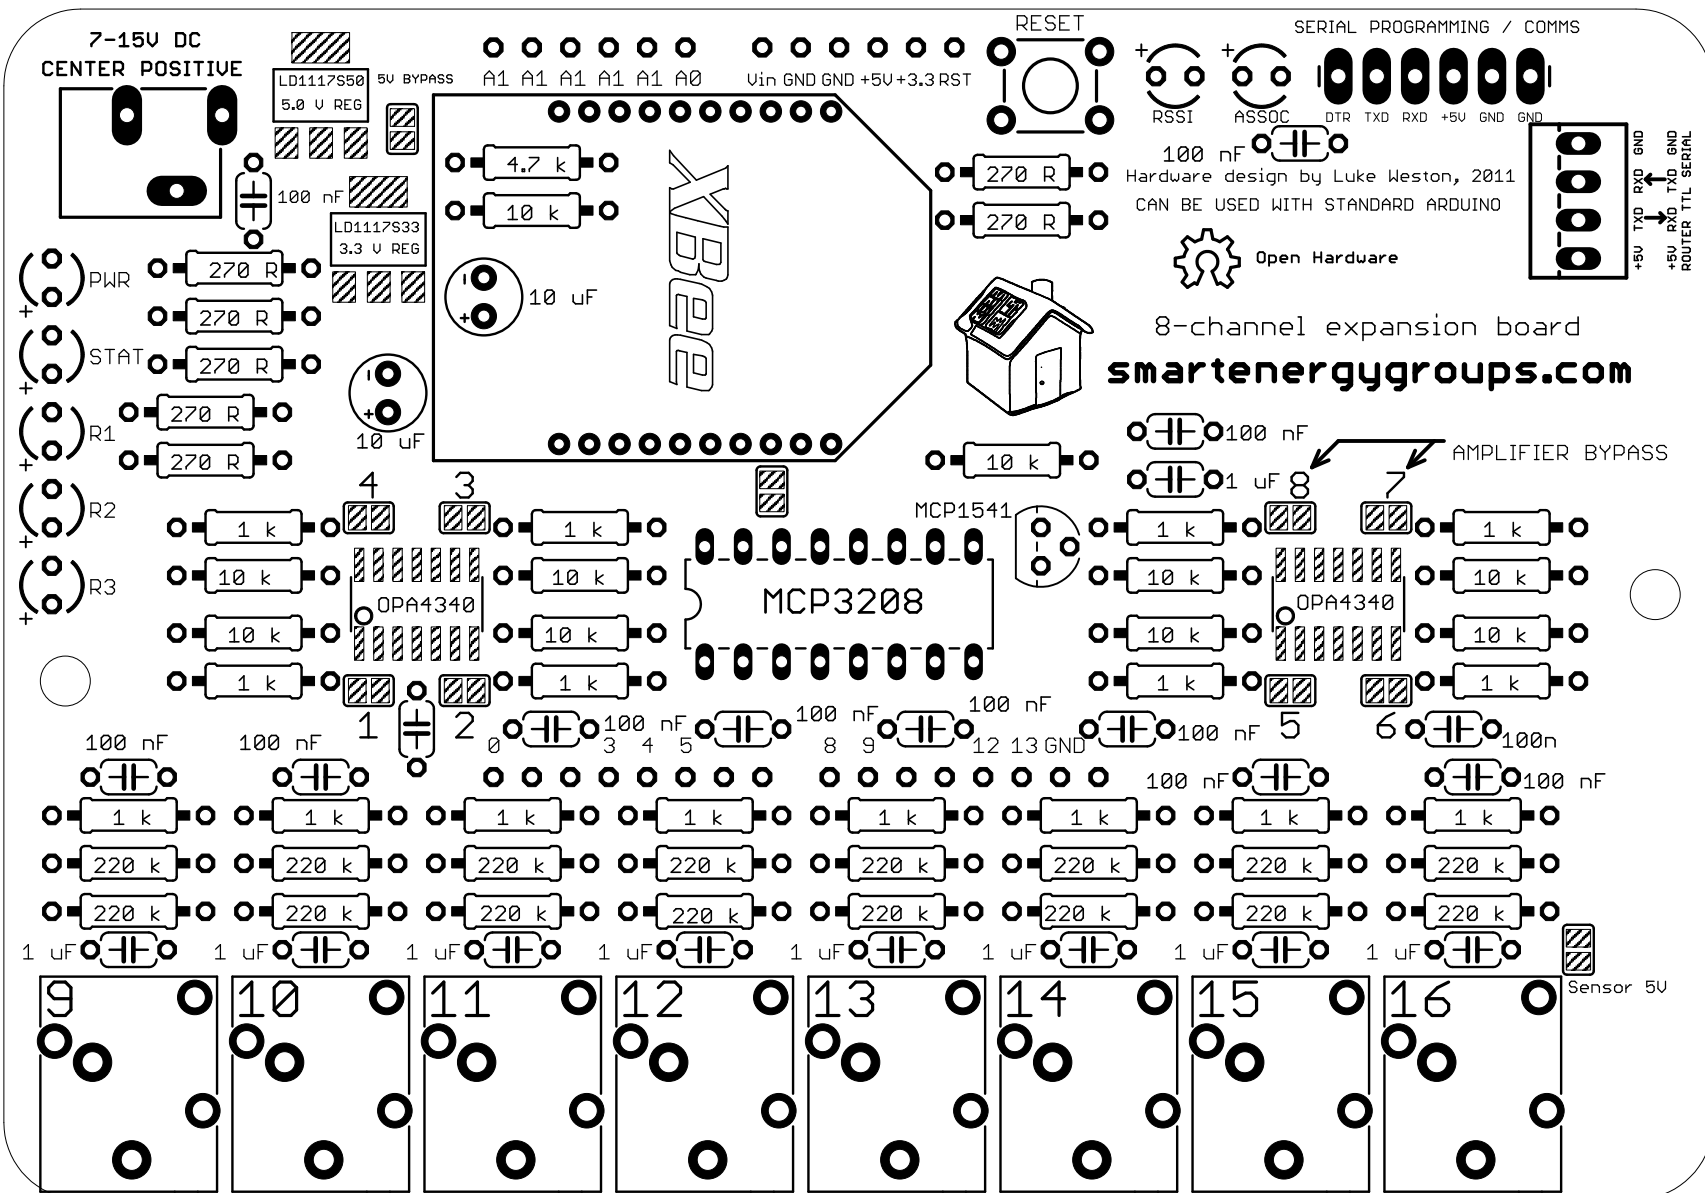 7-15V DC
CENTER POSITIVE
LD1117S50
5.0 V REG
5V BYPASS
A1 A1 A1 A1 A1 A0
Vin GND GND +5V +3.3 RST
RESET
RSSI
ASSOC
SERIAL PROGRAMMING / COMMS
DTR TXD RXD +5V GND GND
100 nF
Hardware design by Luke Weston, 2011
CAN BE USED WITH STANDARD ARDUINO
Open Hardware
+5V TXD RXD GND
+5V RXD TXD GND
ROUTER TTL SERIAL
100 nF
LD1117S33
3.3 V REG
4.7 k
10 k
XBee
270 R
270 R
10 uF
10 uF
PWR
STAT
R1
R2
R3
270 R
270 R
270 R
270 R
270 R
8-channel expansion board
smartenergygroups.com
100 nF
1 uF
AMPLIFIER BYPASS
10 k
MCP1541
4 3 8 7
1 k 1 k 1 k 1 k
10 k 10 k 10 k 10 k
OPA4340 MCP3208 OPA4340
10 k 10 k 10 k 10 k
1 k 1 k 1 k 1 k
1 2 5 6
100 nF 100 nF 100 nF 100 nF 100n
0 3 4 5 8 9 12 13 GND
100 nF 100 nF 100 nF 100 nF
1 k 1 k 1 k 1 k 1 k 1 k 1 k 1 k
220 k 220 k 220 k 220 k 220 k 220 k 220 k 220 k
220 k 220 k 220 k 220 k 220 k 220 k 220 k 220 k
1 uF 1 uF 1 uF 1 uF 1 uF 1 uF 1 uF 1 uF
Sensor 5V
9 10 11 12 13 14 15 16